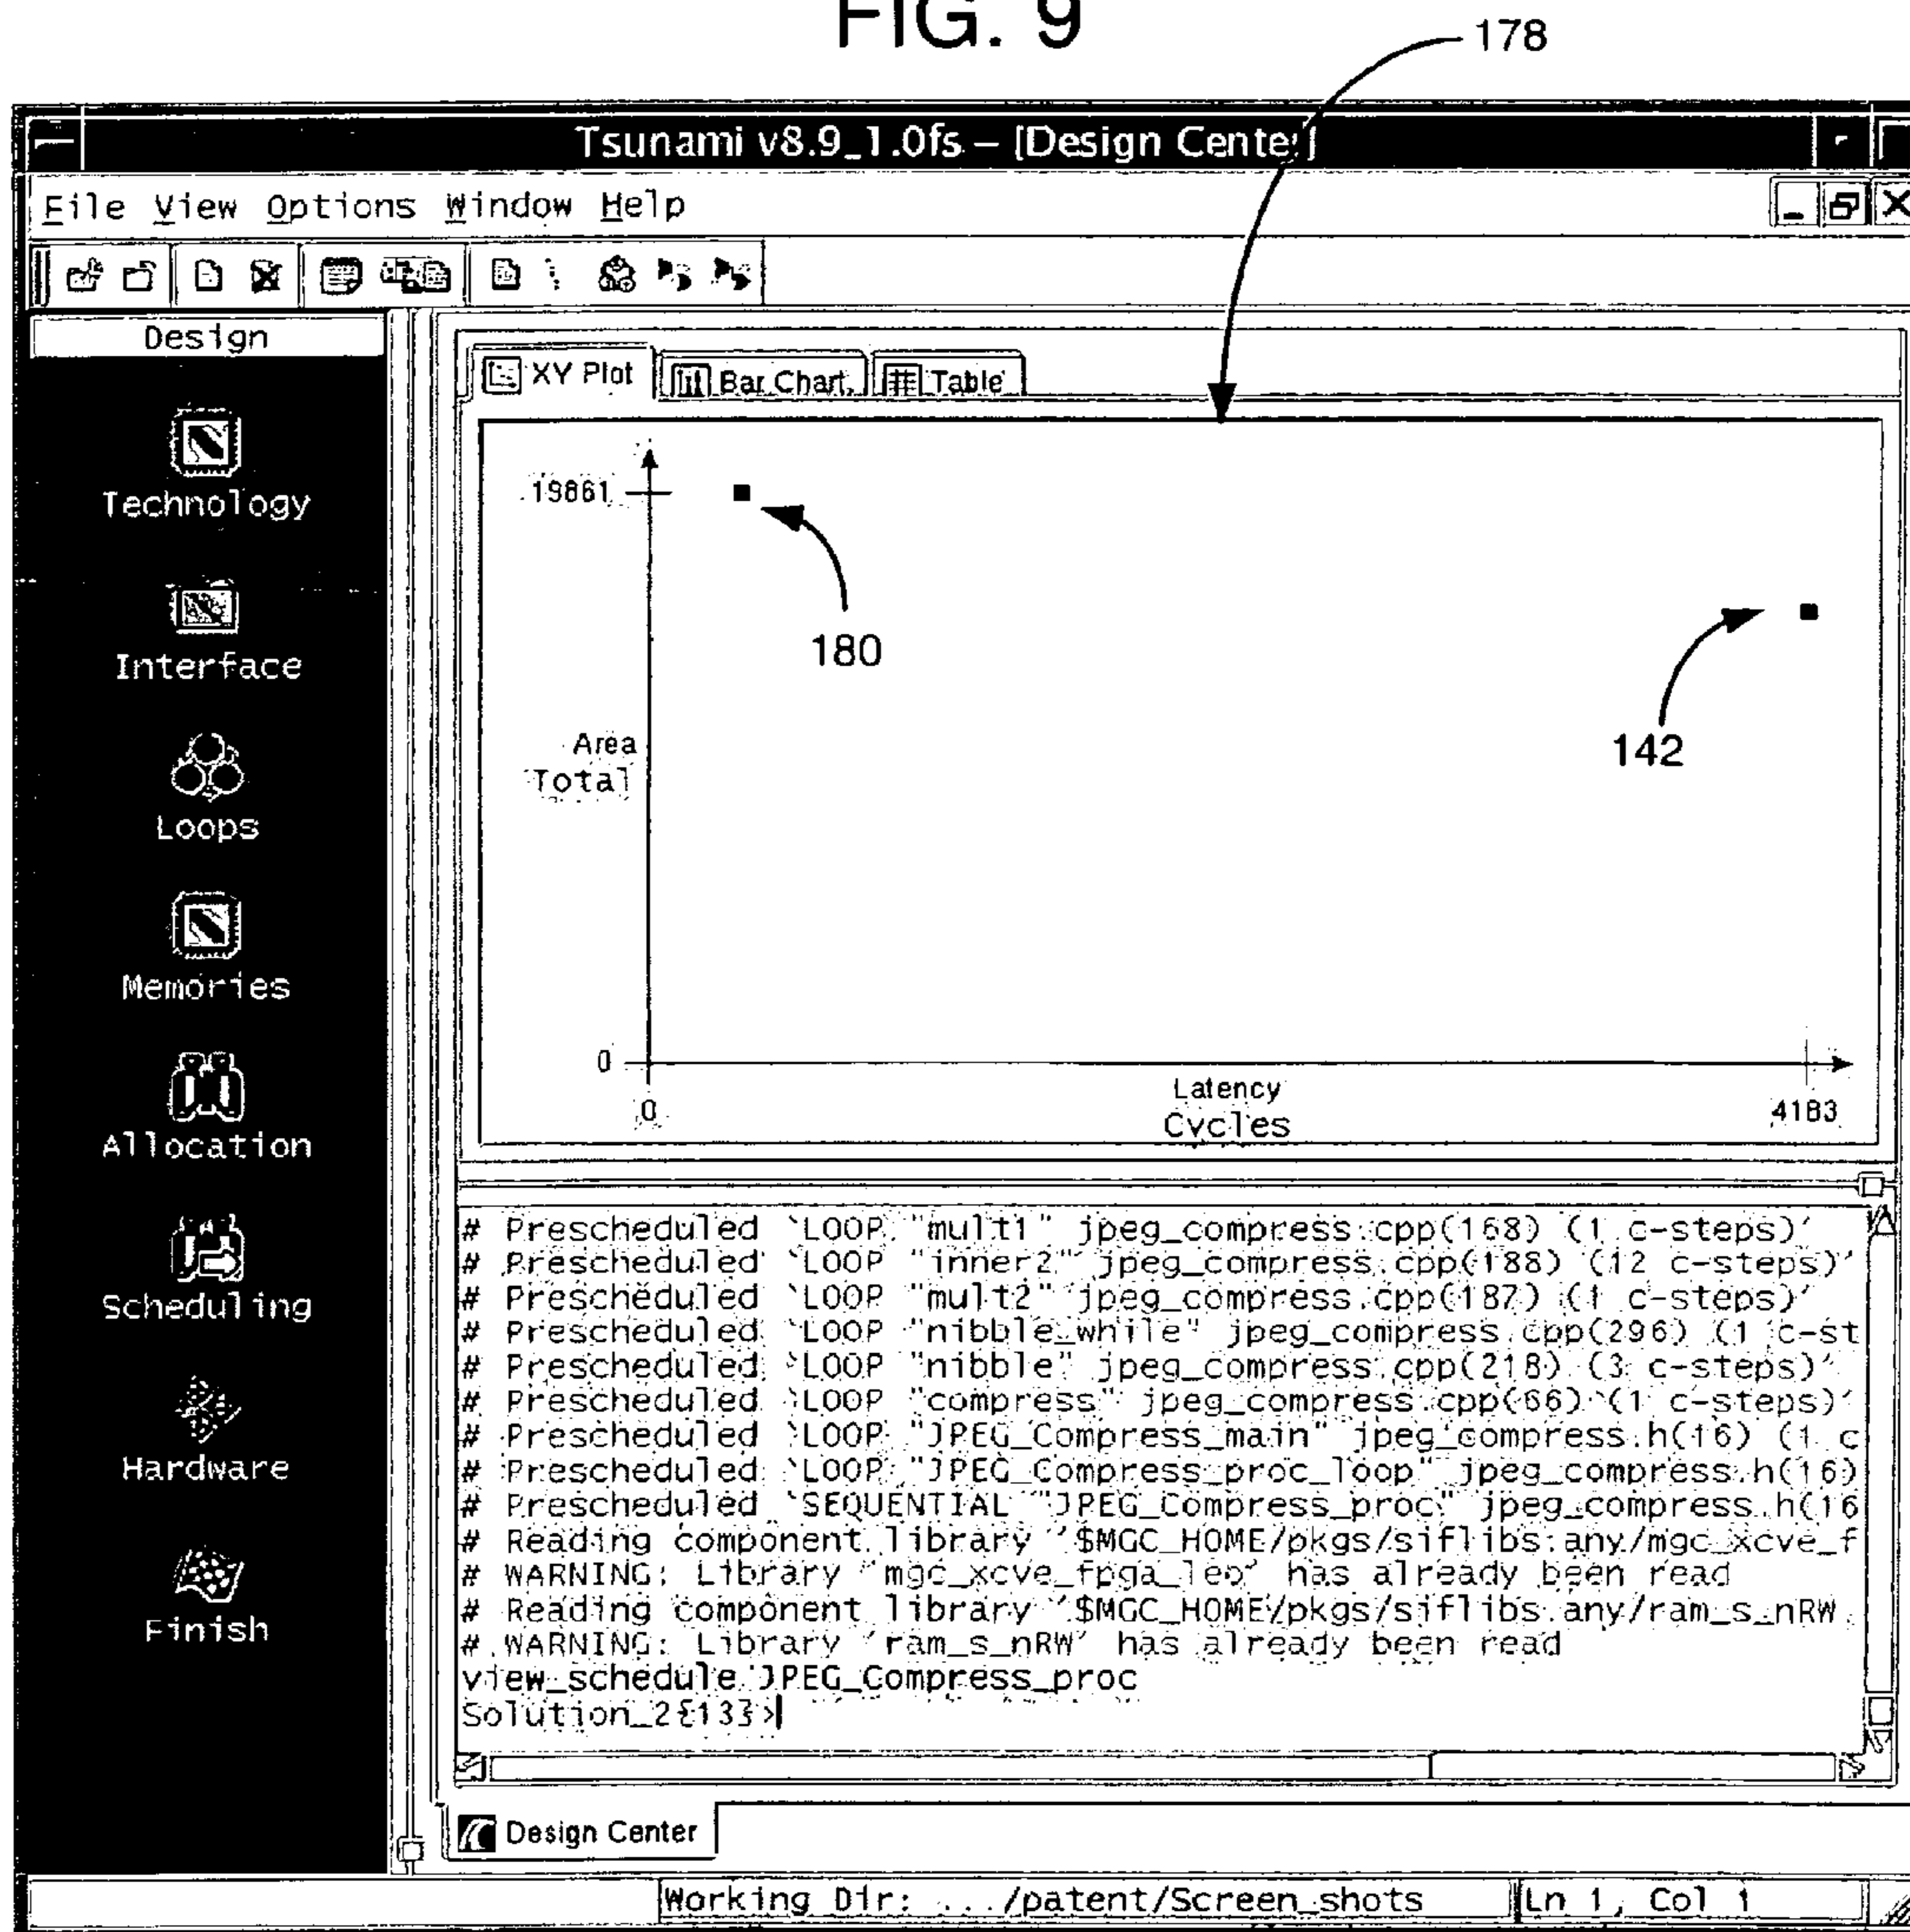 FIG. 9
178
Tsunami v8.9_1.0fs – [Design Center]
File View Options Window Help
Design
Technology
Interface
Loops
Memories
Allocation
Scheduling
Hardware
Finish
XY Plot Bar Chart Table
19861
180
142
Area
Total
0
0
Latency
Cycles
4183
# Prescheduled `LOOP "mult1" jpeg_compress.cpp(168) (1 c-steps)'
# Prescheduled `LOOP "inner2" jpeg_compress.cpp(188) (12 c-steps)'
# Prescheduled `LOOP "mult2" jpeg_compress.cpp(187) (1 c-steps)'
# Prescheduled `LOOP "nibble_while" jpeg_compress.cpp(296) (1 c-st
# Prescheduled `LOOP "nibble" jpeg_compress.cpp(218) (3 c-steps)'
# Prescheduled `LOOP "compress" jpeg_compress.cpp(66) (1 c-steps)'
# Prescheduled `LOOP "JPEG_Compress_main" jpeg_compress.h(16) (1 c
# Prescheduled `LOOP "JPEG_Compress_proc_loop" jpeg_compress.h(16)
# Prescheduled `SEQUENTIAL "JPEG_Compress_proc" jpeg_compress.h(16
# Reading component library '$MGC_HOME/pkgs/siflibs.any/mgc_xcve_f
# WARNING: Library 'mgc_xcve_fpga_leo' has already been read
# Reading component library '$MGC_HOME/pkgs/siflibs.any/ram_s_nRW.
# WARNING: Library 'ram_s_nRW' has already been read
view_schedule JPEG_Compress_proc
Solution_2{13}>
Design Center
Working Dir: .../patent/Screen_shots Ln 1, Col 1